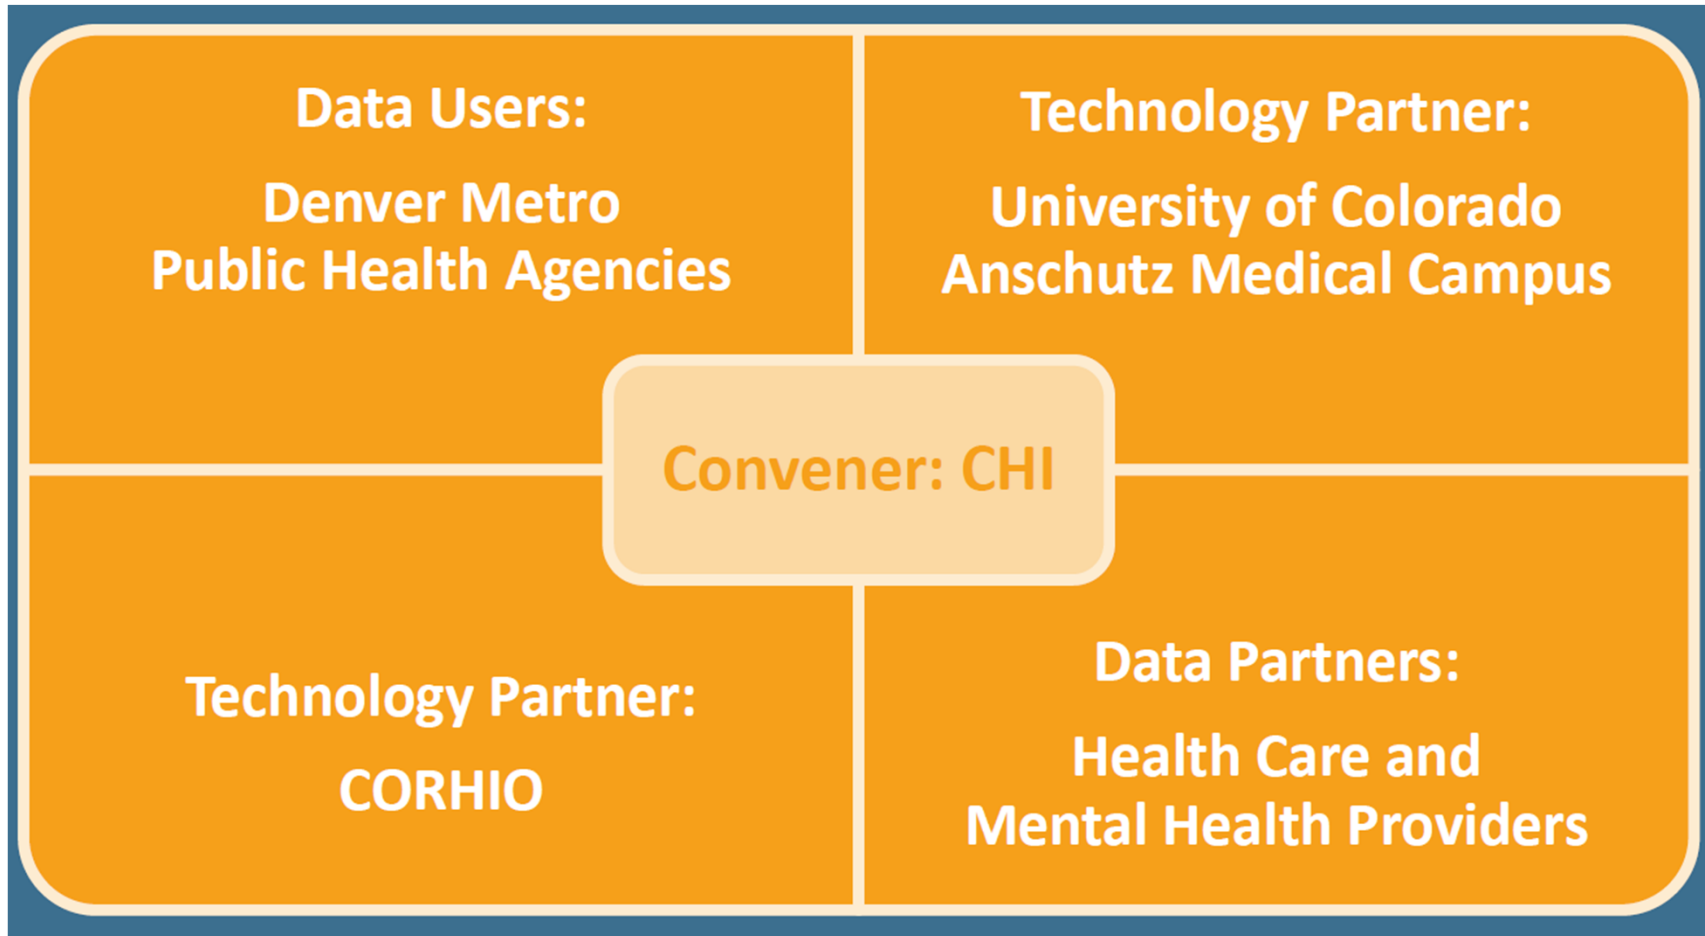 Data Users:
Denver Metro
Public Health Agencies
Technology Partner:
University of Colorado
Anschutz Medical Campus
Convener: CHI
Technology Partner:
CORHIO
Data Partners:
Health Care and
Mental Health Providers